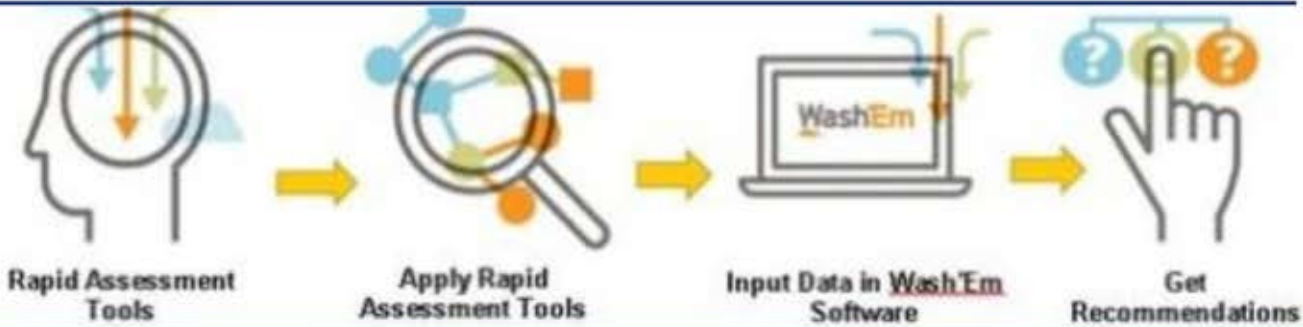 WashEm
? ?
Rapid Assessment
Tools
Apply Rapid
Assessment Tools
Input Data in Wash'Em
Software
Get
Recommendations